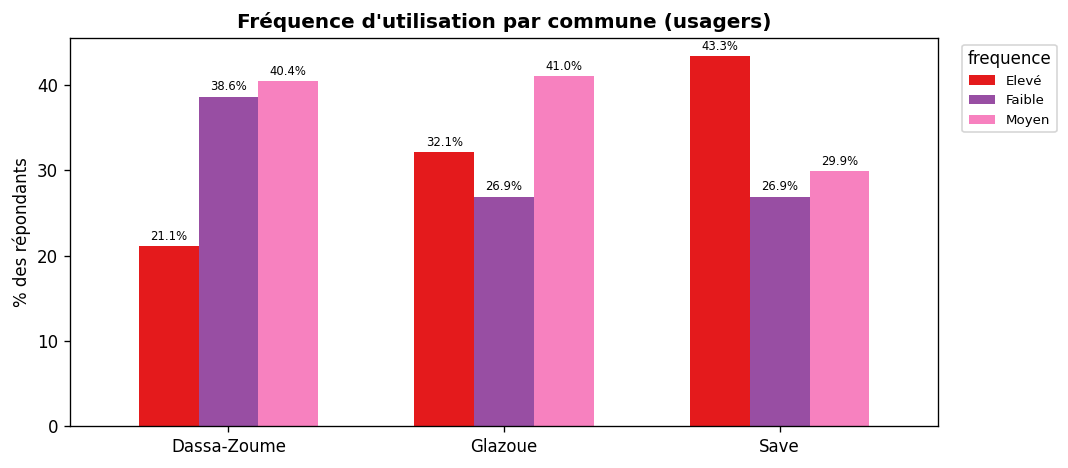 Fréquence d'utilisation par commune (usagers)
43.3%
41.0%
40.4%
38.6%
32.1%
29.9%
26.9%
26.9%
21.1%
40
30
20
10
0
% des répondants
Dassa-Zoume
Glazoue
Save
frequence
Elevé
Faible
Moyen